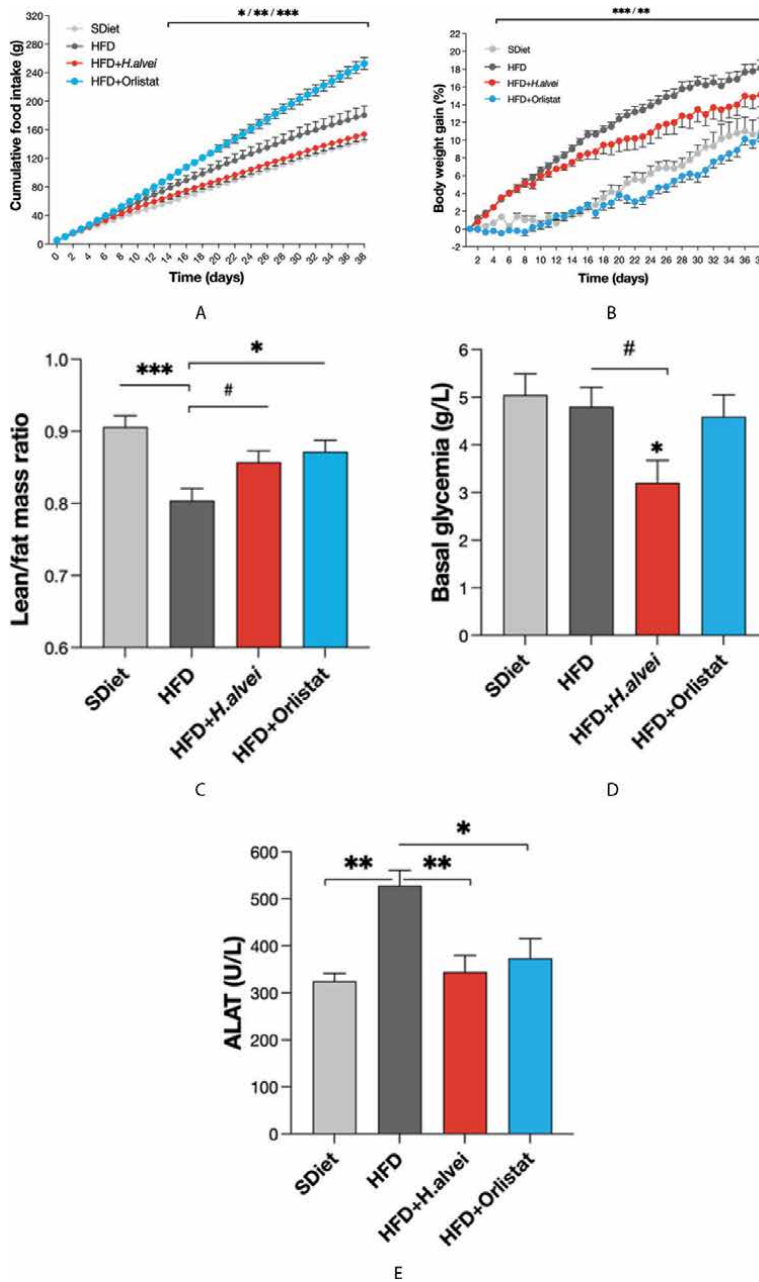 */**/***
320
280
240
200
160
120
80
40
0
Cumulative food intake (g)
SDiet
HFD
HFD+H.alvei
HFD+Orlistat
0 2 4 6 8 10 12 14 16 18 20 22 24 26 28 30 32 34 36 38
Time (days)
A
***/**
22
20
18
16
14
12
10
8
6
4
2
0
-2
Body weight gain (%)
SDiet
HFD
HFD+H.alvei
HFD+Orlistat
2 4 6 8 10 12 14 16 18 20 22 24 26 28 30 32 34 36
Time (days)
B
1.0
0.9
0.8
0.7
0.6
Lean/fat mass ratio
***
*
#
SDiet
HFD
HFD+H.alvei
HFD+Orlistat
C
6
5
4
3
2
1
0
Basal glycemia (g/L)
#
*
SDiet
HFD
HFD+H.alvei
HFD+Orlistat
D
600
500
400
300
200
100
0
ALAT (U/L)
*
** **
SDiet
HFD
HFD+H.alvei
HFD+Orlistat
E